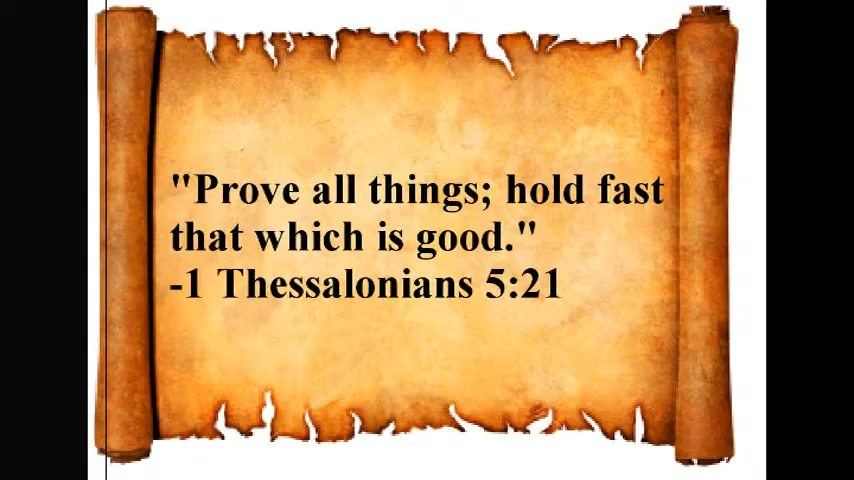 "Prove all things; hold fast
that which is good."
-1 Thessalonians 5:21